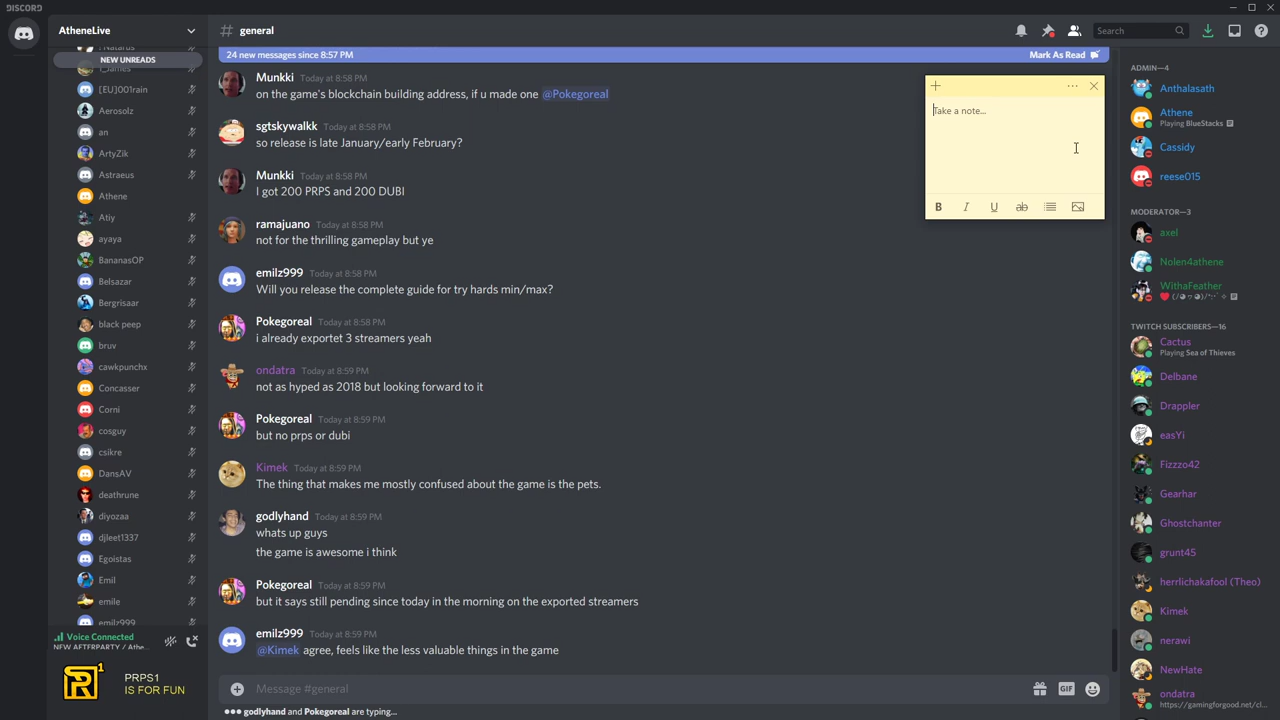 DISCORD
AtheneLive
general
Search
24 new messages since 8:57 PM
Mark As Read
NEW UNREADS
[EU]001rain
Aerosolz
an
ArtyZik
Astraeus
Athene
Atiy
ayaya
BananasOP
Belsazar
Bergrisaar
black peep
bruv
cawkpunchx
Concasser
Corni
cosguy
csikre
DansAV
deathrune
diyozaa
djleet1337
Egoistas
Emil
emile
emilz999
Voice Connected
NEW AFTERPARTY / Athe...
PRPS1
IS FOR FUN
Munkki Today at 8:58 PM
on the game's blockchain building address, if u made one @Pokegoreal
sgtskywalkk Today at 8:58 PM
so release is late January/early February?
Munkki Today at 8:58 PM
I got 200 PRPS and 200 DUBI
ramajuano Today at 8:58 PM
not for the thrilling gameplay but ye
emilz999 Today at 8:58 PM
Will you release the complete guide for try hards min/max?
Pokegoreal Today at 8:58 PM
i already exportet 3 streamers yeah
ondatra Today at 8:59 PM
not as hyped as 2018 but looking forward to it
Pokegoreal Today at 8:59 PM
but no prps or dubi
Kimek Today at 8:59 PM
The thing that makes me mostly confused about the game is the pets.
godlyhand Today at 8:59 PM
whats up guys
the game is awesome i think
Pokegoreal Today at 8:59 PM
but it says still pending since today in the morning on the exported streamers
emilz999 Today at 8:59 PM
@Kimek agree, feels like the less valuable things in the game
Message #general
GIF
godlyhand and Pokegoreal are typing...
Take a note...
B I U ab
ADMIN—4
Anthalasath
Athene
Playing BlueStacks
Cassidy
reese015
MODERATOR—3
axel
Nolen4athene
WithaFeather
TWITCH SUBSCRIBERS—16
Cactus
Playing Sea of Thieves
Delbane
Drappler
easYi
Fizzzo42
Gearhar
Ghostchanter
grunt45
herrlichakafool (Theo)
Kimek
nerawi
NewHate
ondatra
https://gamingforgood.net/cl...